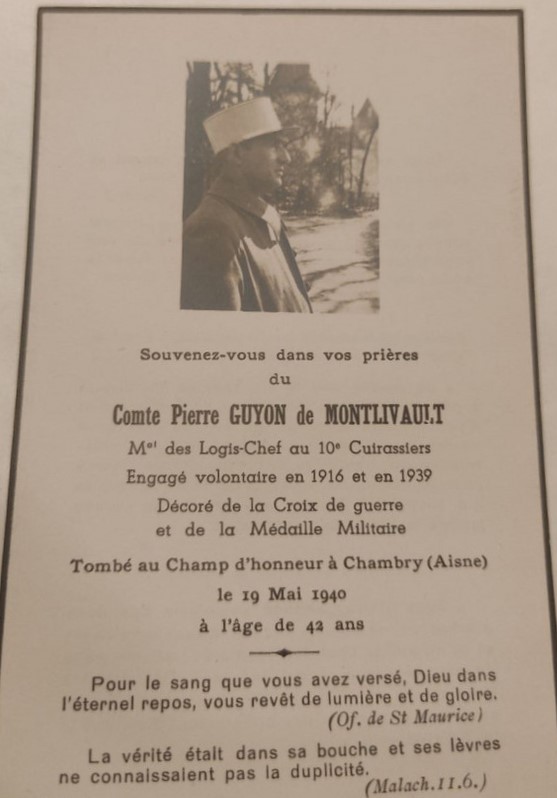 Souvenez-vous dans vos prières
du
Comte Pierre GUYON de MONTLIVAULT
Mᵃˡ des Logis-Chef au 10ᵉ Cuirassiers
Engagé volontaire en 1916 et en 1939
Décoré de la Croix de guerre
et de la Médaille Militaire
Tombé au Champ d'honneur à Chambry (Aisne)
le 19 Mai 1940
à l'âge de 42 ans
Pour le sang que vous avez versé, Dieu dans
l'éternel repos, vous revêt de lumière et de gloire.
(Of. de St Maurice)
La vérité était dans sa bouche et ses lèvres
ne connaissaient pas la duplicité.
(Malach.11.6.)